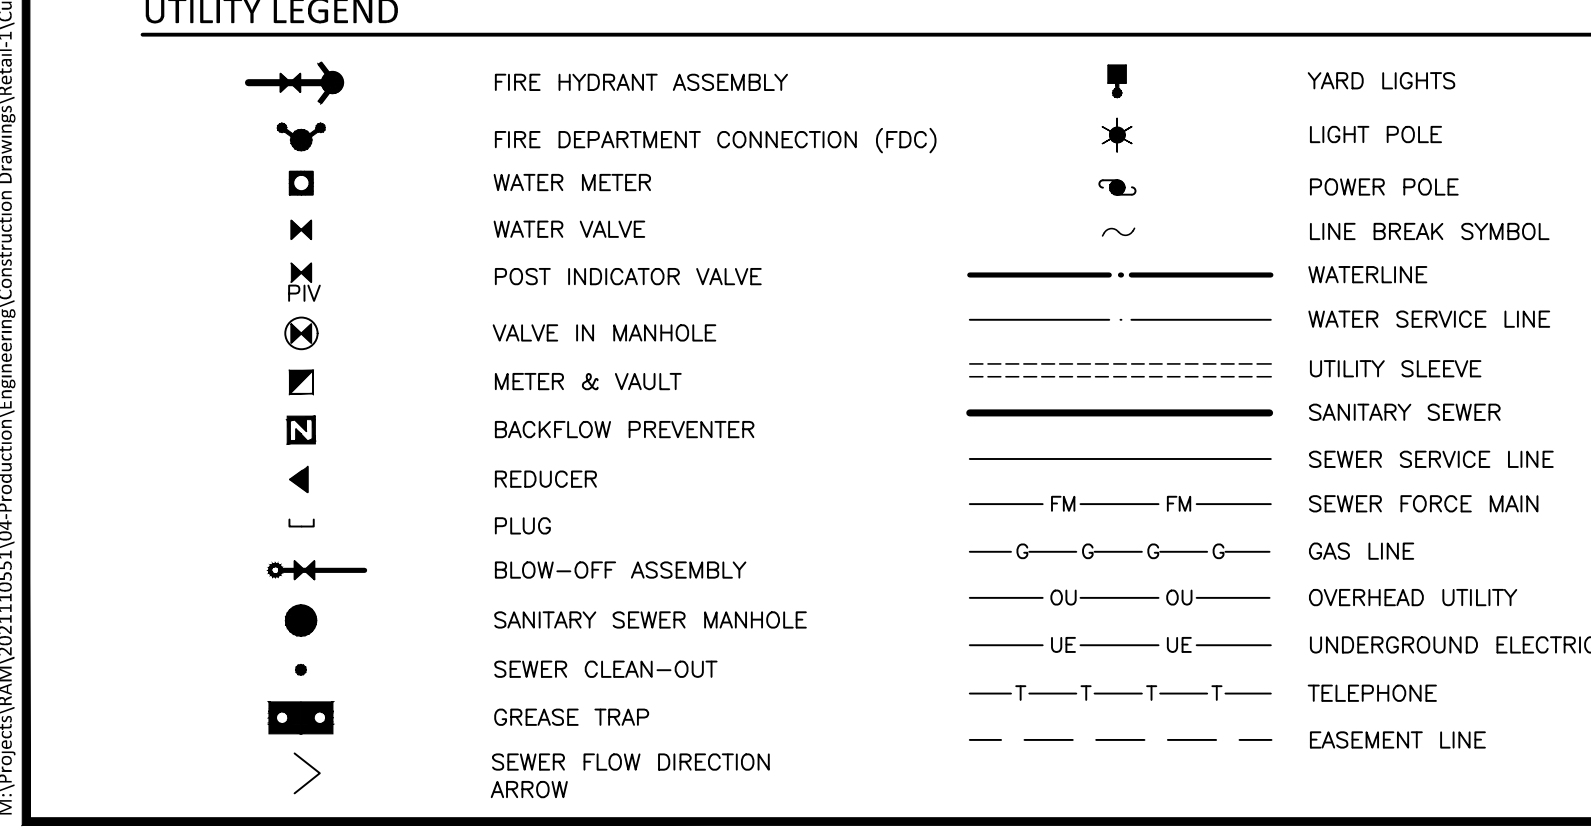 UTILITY LEGEND
FIRE HYDRANT ASSEMBLY
FIRE DEPARTMENT CONNECTION (FDC)
WATER METER
WATER VALVE
PIV
POST INDICATOR VALVE
VALVE IN MANHOLE
METER & VAULT
N
BACKFLOW PREVENTER
REDUCER
PLUG
BLOW-OFF ASSEMBLY
SANITARY SEWER MANHOLE
SEWER CLEAN-OUT
GREASE TRAP
SEWER FLOW DIRECTION
ARROW
YARD LIGHTS
LIGHT POLE
POWER POLE
LINE BREAK SYMBOL
WATERLINE
WATER SERVICE LINE
UTILITY SLEEVE
SANITARY SEWER
SEWER SERVICE LINE
FM FM SEWER FORCE MAIN
G G G G GAS LINE
OU OU OVERHEAD UTILITY
UE UE UNDERGROUND ELECTRIC
T T T T TELEPHONE
EASEMENT LINE
M:\Projects\RAM\2021110551\04-Production\Engineering\Construction Drawings\Retail-1\Cu